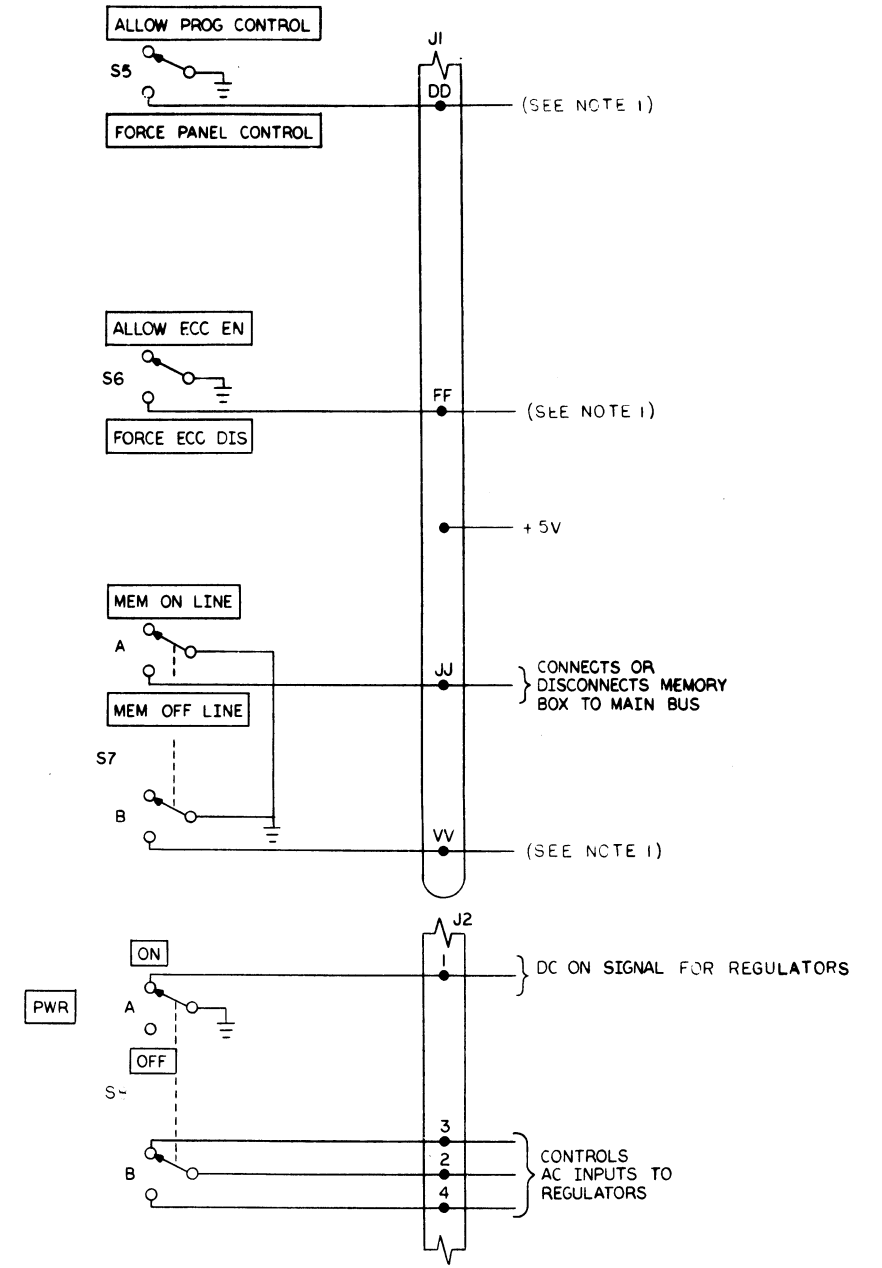 ALLOW PROG CONTROL
J1
S5
DD
(SEE NOTE 1)
FORCE PANEL CONTROL
ALLOW ECC EN
S6
FF
(SEE NOTE 1)
FORCE ECC DIS
+5V
MEM ON LINE
A
JJ
CONNECTS OR
DISCONNECTS MEMORY
BOX TO MAIN BUS
MEM OFF LINE
S7
B
VV
(SEE NOTE 1)
J2
ON
1
DC ON SIGNAL FOR REGULATORS
PWR
A
OFF
3
B
2
4
CONTROLS
AC INPUTS TO
REGULATORS